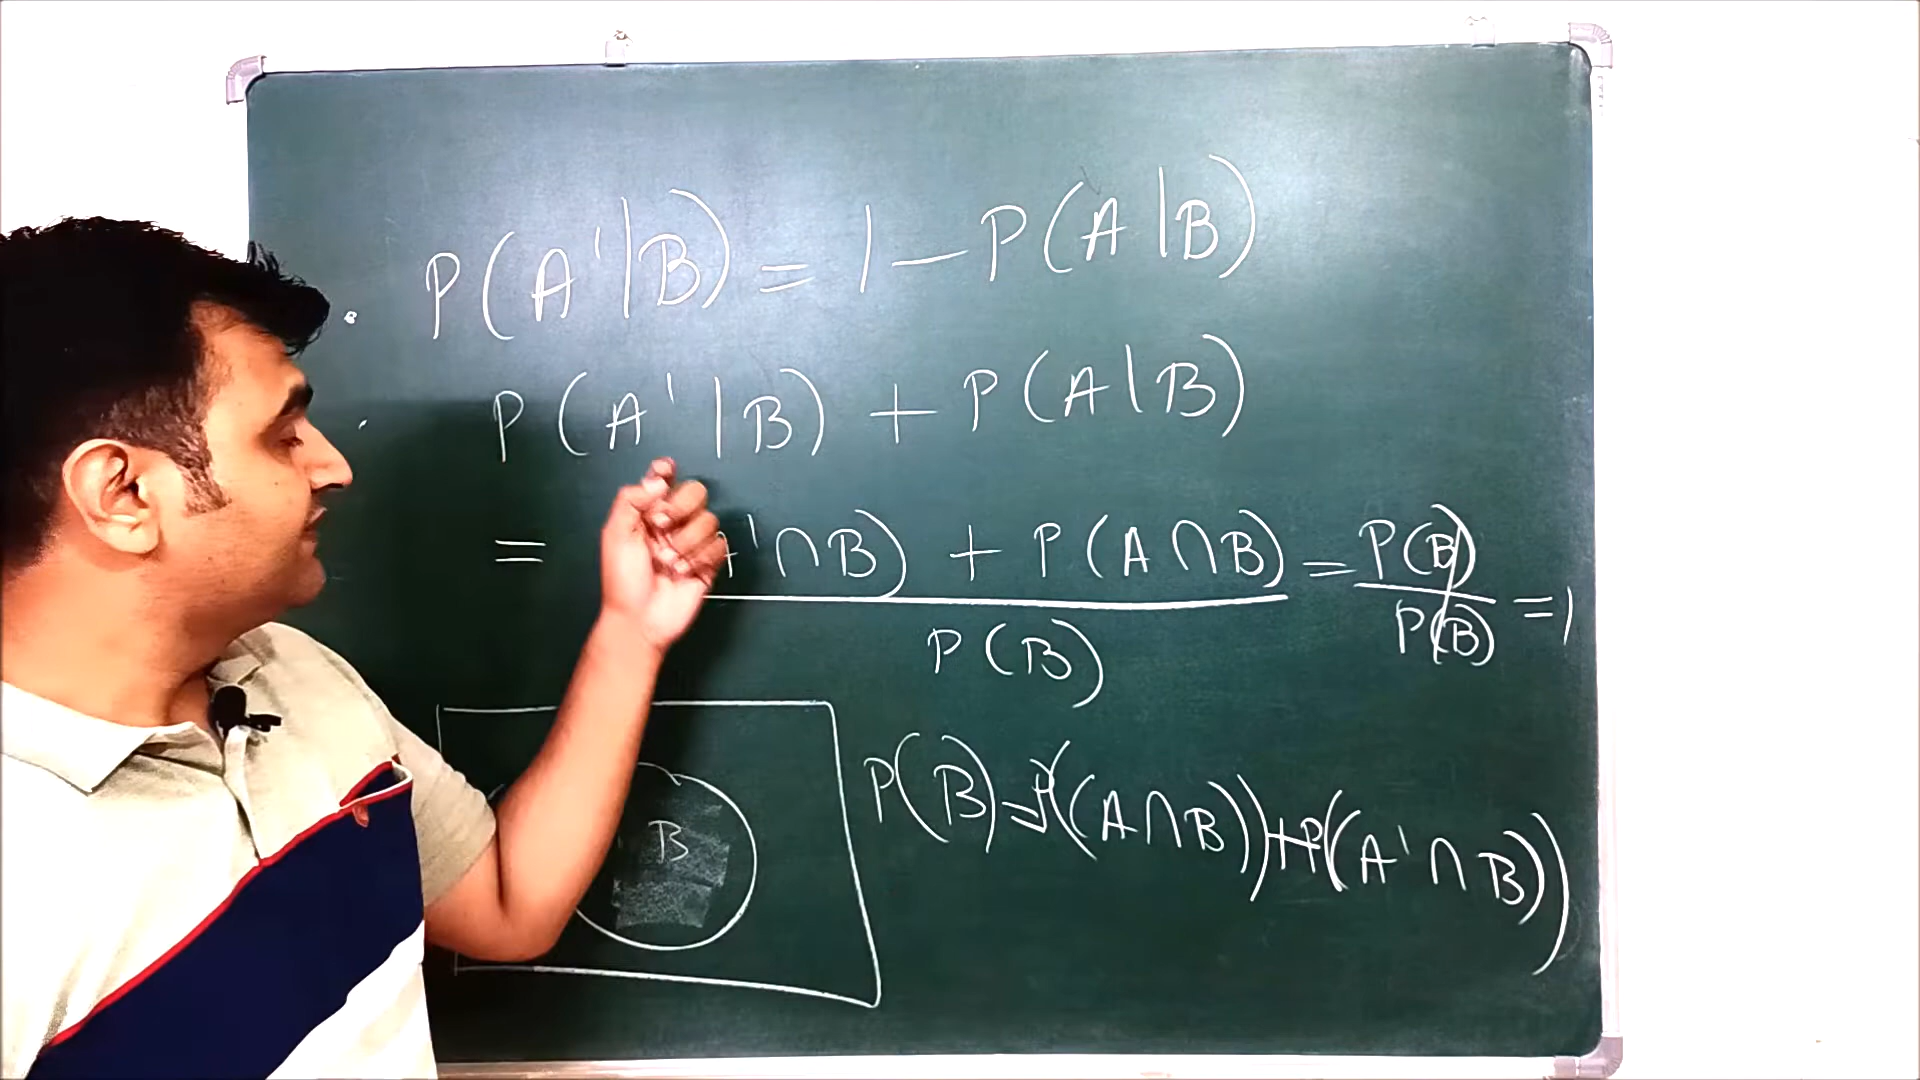 P(A'|B) = 1 - P(A|B)
P(A'|B) + P(A|B)
= A'∩B) + P(A∩B) = P(B) = 1
P(B) P(B)
B
P(B) = P((A∩B)) + P((A'∩B))